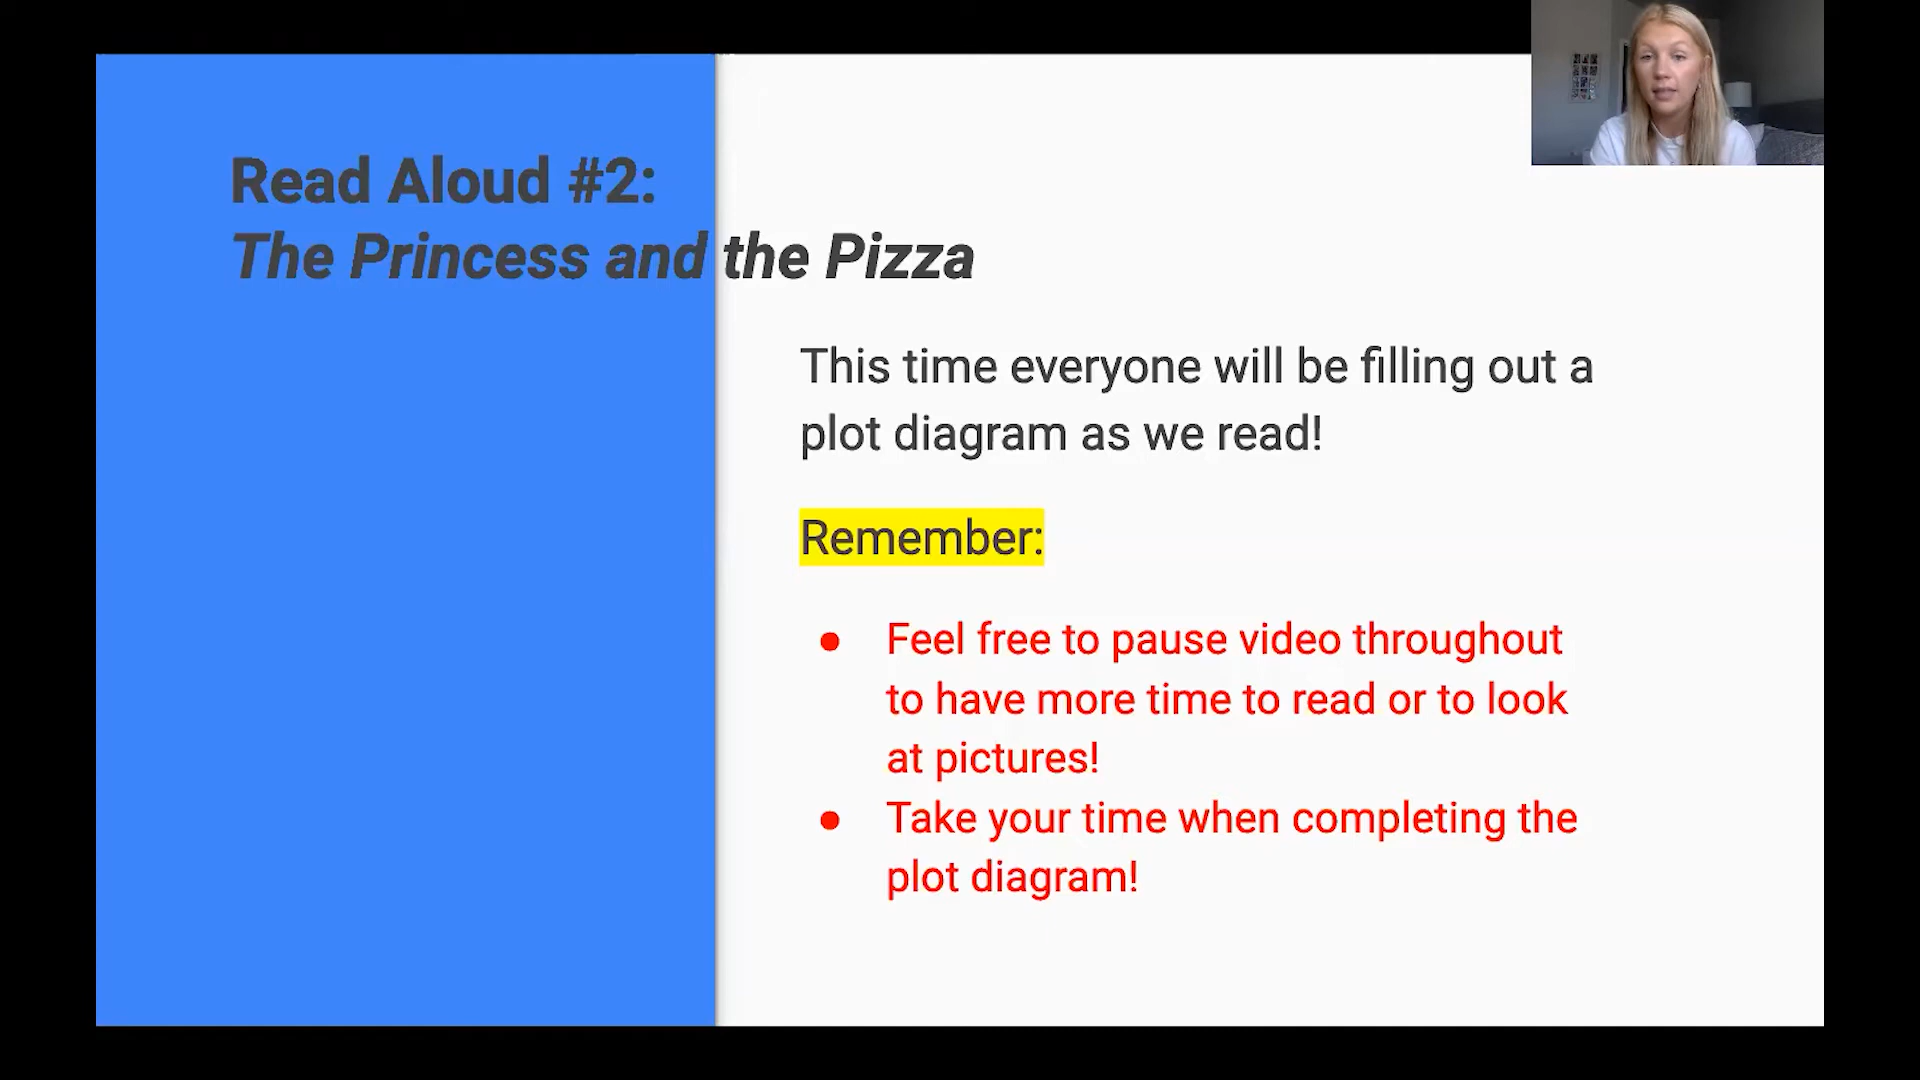 Read Aloud #2:
The Princess and the Pizza
This time everyone will be filling out a
plot diagram as we read!
Remember:
● Feel free to pause video throughout
to have more time to read or to look
at pictures!
● Take your time when completing the
plot diagram!